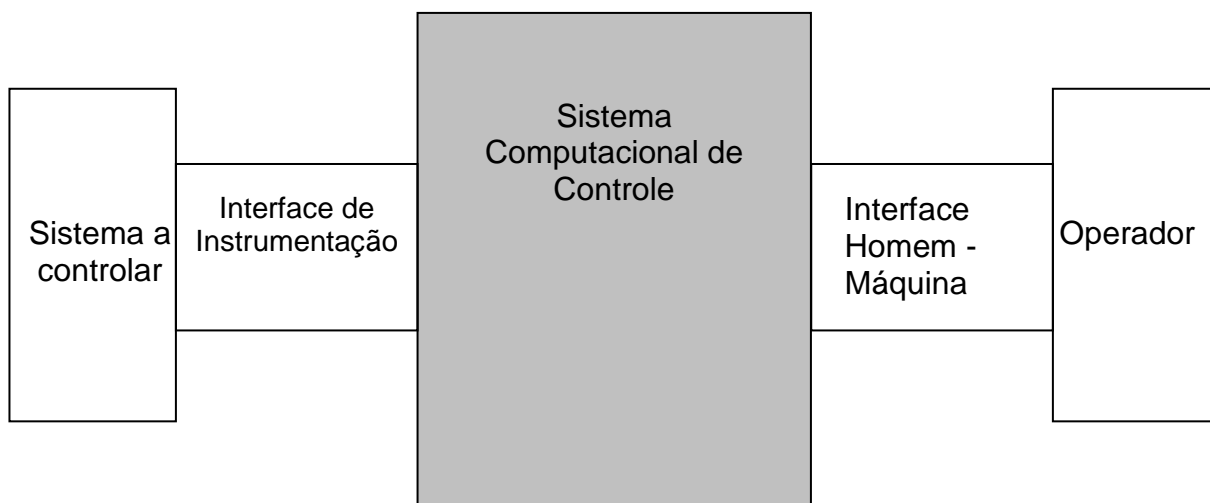 Sistema a
controlar
Interface de
Instrumentação
Sistema
Computacional de
Controle
Interface
Homem -
Máquina
Operador